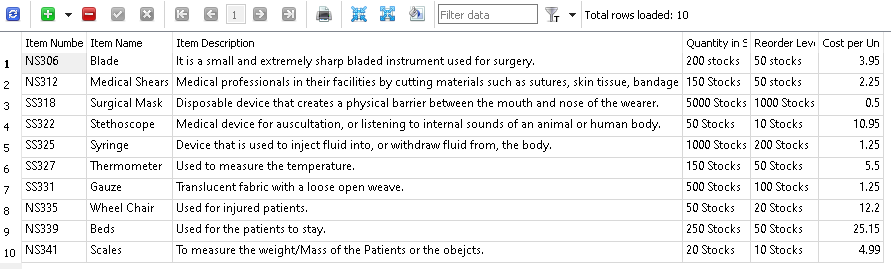 1 Filter data Total rows loaded: 10
Item Numbe Item Name Item Description Quantity in S Reorder Leve Cost per Un
1 NS306 Blade It is a small and extremely sharp bladed instrument used for surgery. 200 stocks 50 stocks 3.95
2 NS312 Medical Shears Medical professionals in their facilities by cutting materials such as sutures, skin tissue, bandage 150 Stocks 50 Stocks 2.25
3 SS318 Surgical Mask Disposable device that creates a physical barrier between the mouth and nose of the wearer. 5000 Stocks 1000 Stocks 0.5
4 SS322 Stethoscope Medical device for auscultation, or listening to internal sounds of an animal or human body. 50 Stocks 10 Stocks 10.95
5 SS325 Syringe Device that is used to inject fluid into, or withdraw fluid from, the body. 1000 Stocks 200 Stocks 1.25
6 SS327 Thermometer Used to measure the temperature. 150 Stocks 50 Stocks 5.5
7 SS331 Gauze Translucent fabric with a loose open weave. 500 Stocks 100 Stocks 1.25
8 NS335 Wheel Chair Used for injured patients. 50 Stocks 20 Stocks 12.2
9 NS339 Beds Used for the patients to stay. 250 Stocks 50 Stocks 25.15
10 NS341 Scales To measure the weight/Mass of the Patients or the obejcts. 20 Stocks 10 Stocks 4.99